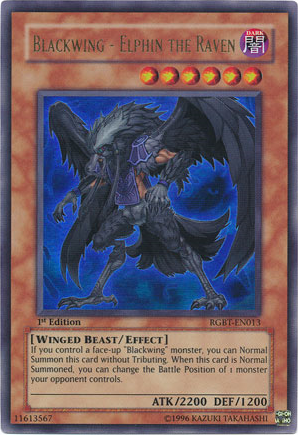 BLACKWING - ELPHIN THE RAVEN
DARK
闇
1st Edition
RGBT-EN013
[WINGED BEAST/EFFECT]
If you control a face-up "Blackwing" monster, you can Normal
Summon this card without Tributing. When this card is Normal
Summoned, you can change the Battle Position of 1 monster
your opponent controls.
ATK/2200 DEF/1200
11613567
©1996 KAZUKI TAKAHASHI